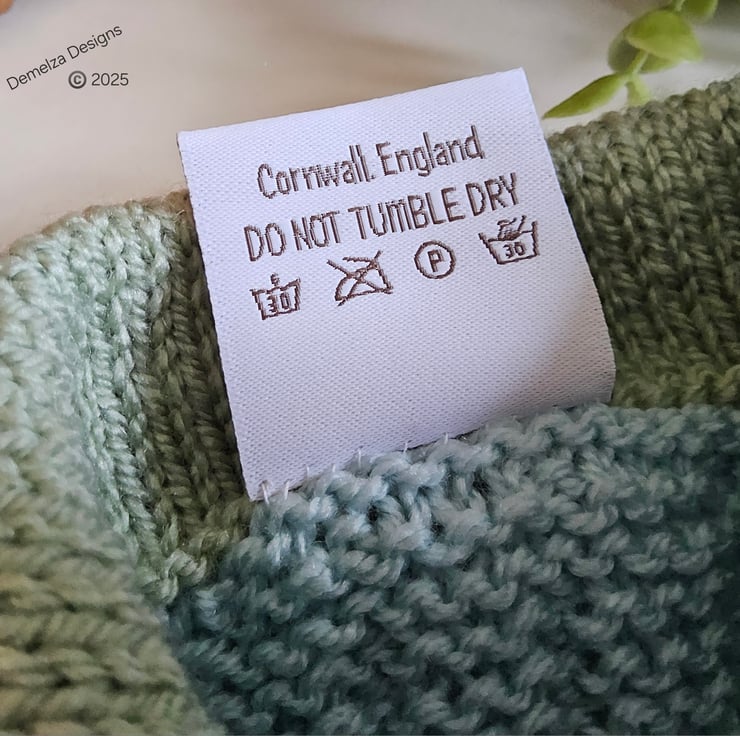 Demelza Designs
© 2025
Cornwall. England
DO NOT TUMBLE DRY
30 P 30